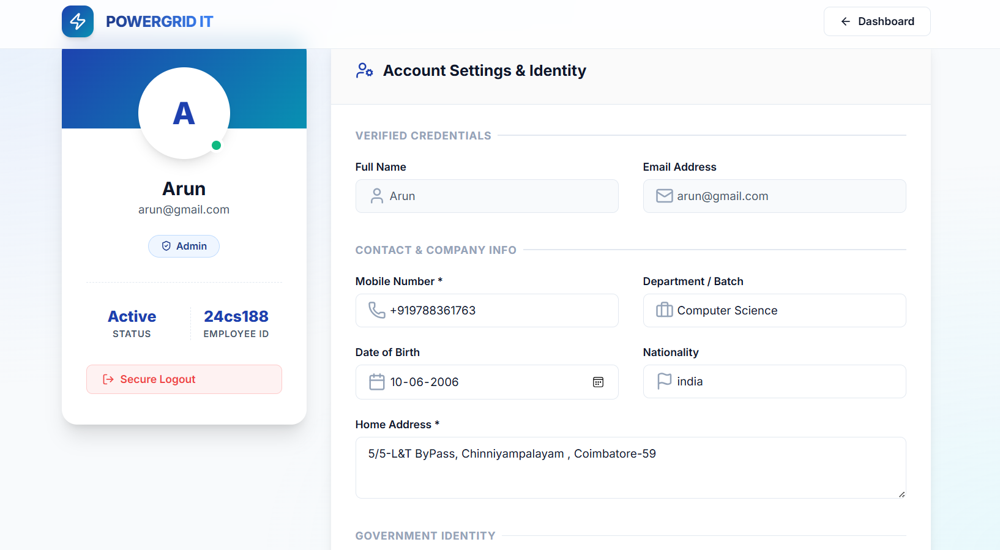 POWERGRID IT
Dashboard
A
Arun
arun@gmail.com
Admin
Active
STATUS
24cs188
EMPLOYEE ID
Secure Logout
Account Settings & Identity
VERIFIED CREDENTIALS
Full Name
Arun
Email Address
arun@gmail.com
CONTACT & COMPANY INFO
Mobile Number *
+919788361763
Department / Batch
Computer Science
Date of Birth
10-06-2006
Nationality
india
Home Address *
5/5-L&T ByPass, Chinniyampalayam , Coimbatore-59
GOVERNMENT IDENTITY